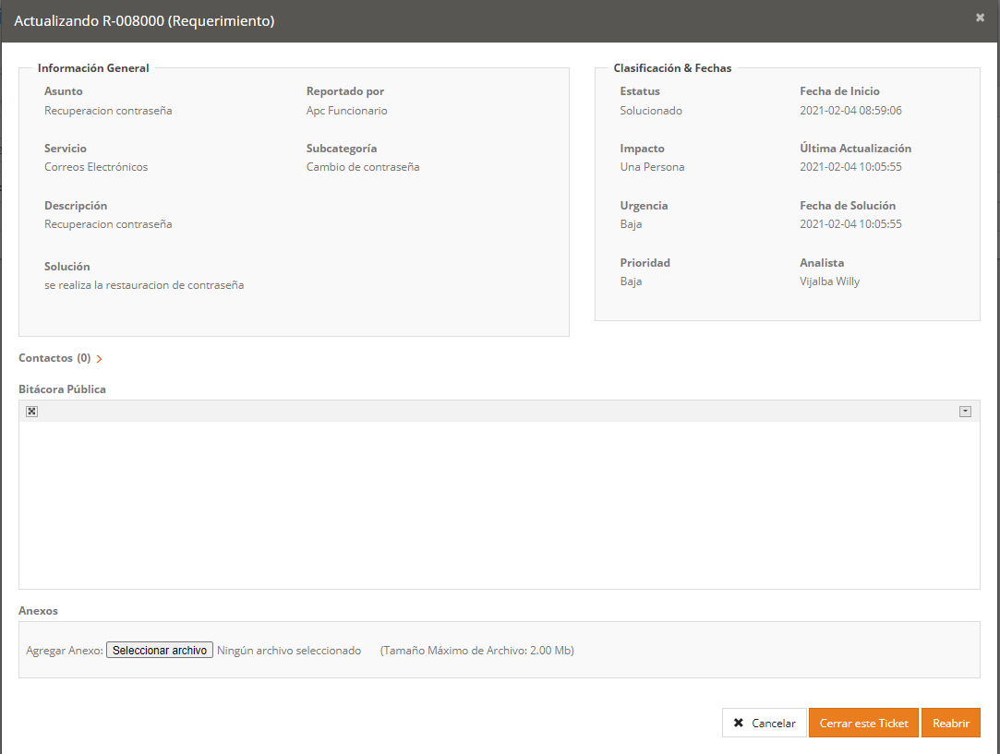 Actualizando R-008000 (Requerimiento)
Información General
Asunto
Recuperacion contraseña
Reportado por
Apc Funcionario
Servicio
Correos Electrónicos
Subcategoría
Cambio de contraseña
Descripción
Recuperacion contraseña
Solución
se realiza la restauracion de contraseña
Clasificación & Fechas
Estatus
Solucionado
Fecha de Inicio
2021-02-04 08:59:06
Impacto
Una Persona
Última Actualización
2021-02-04 10:05:55
Urgencia
Baja
Fecha de Solución
2021-02-04 10:05:55
Prioridad
Baja
Analista
Vijalba Willy
Contactos (0)
Bitácora Pública
Anexos
Agregar Anexo: Seleccionar archivo Ningún archivo seleccionado (Tamaño Máximo de Archivo: 2.00 Mb)
Cancelar
Cerrar este Ticket
Reabrir